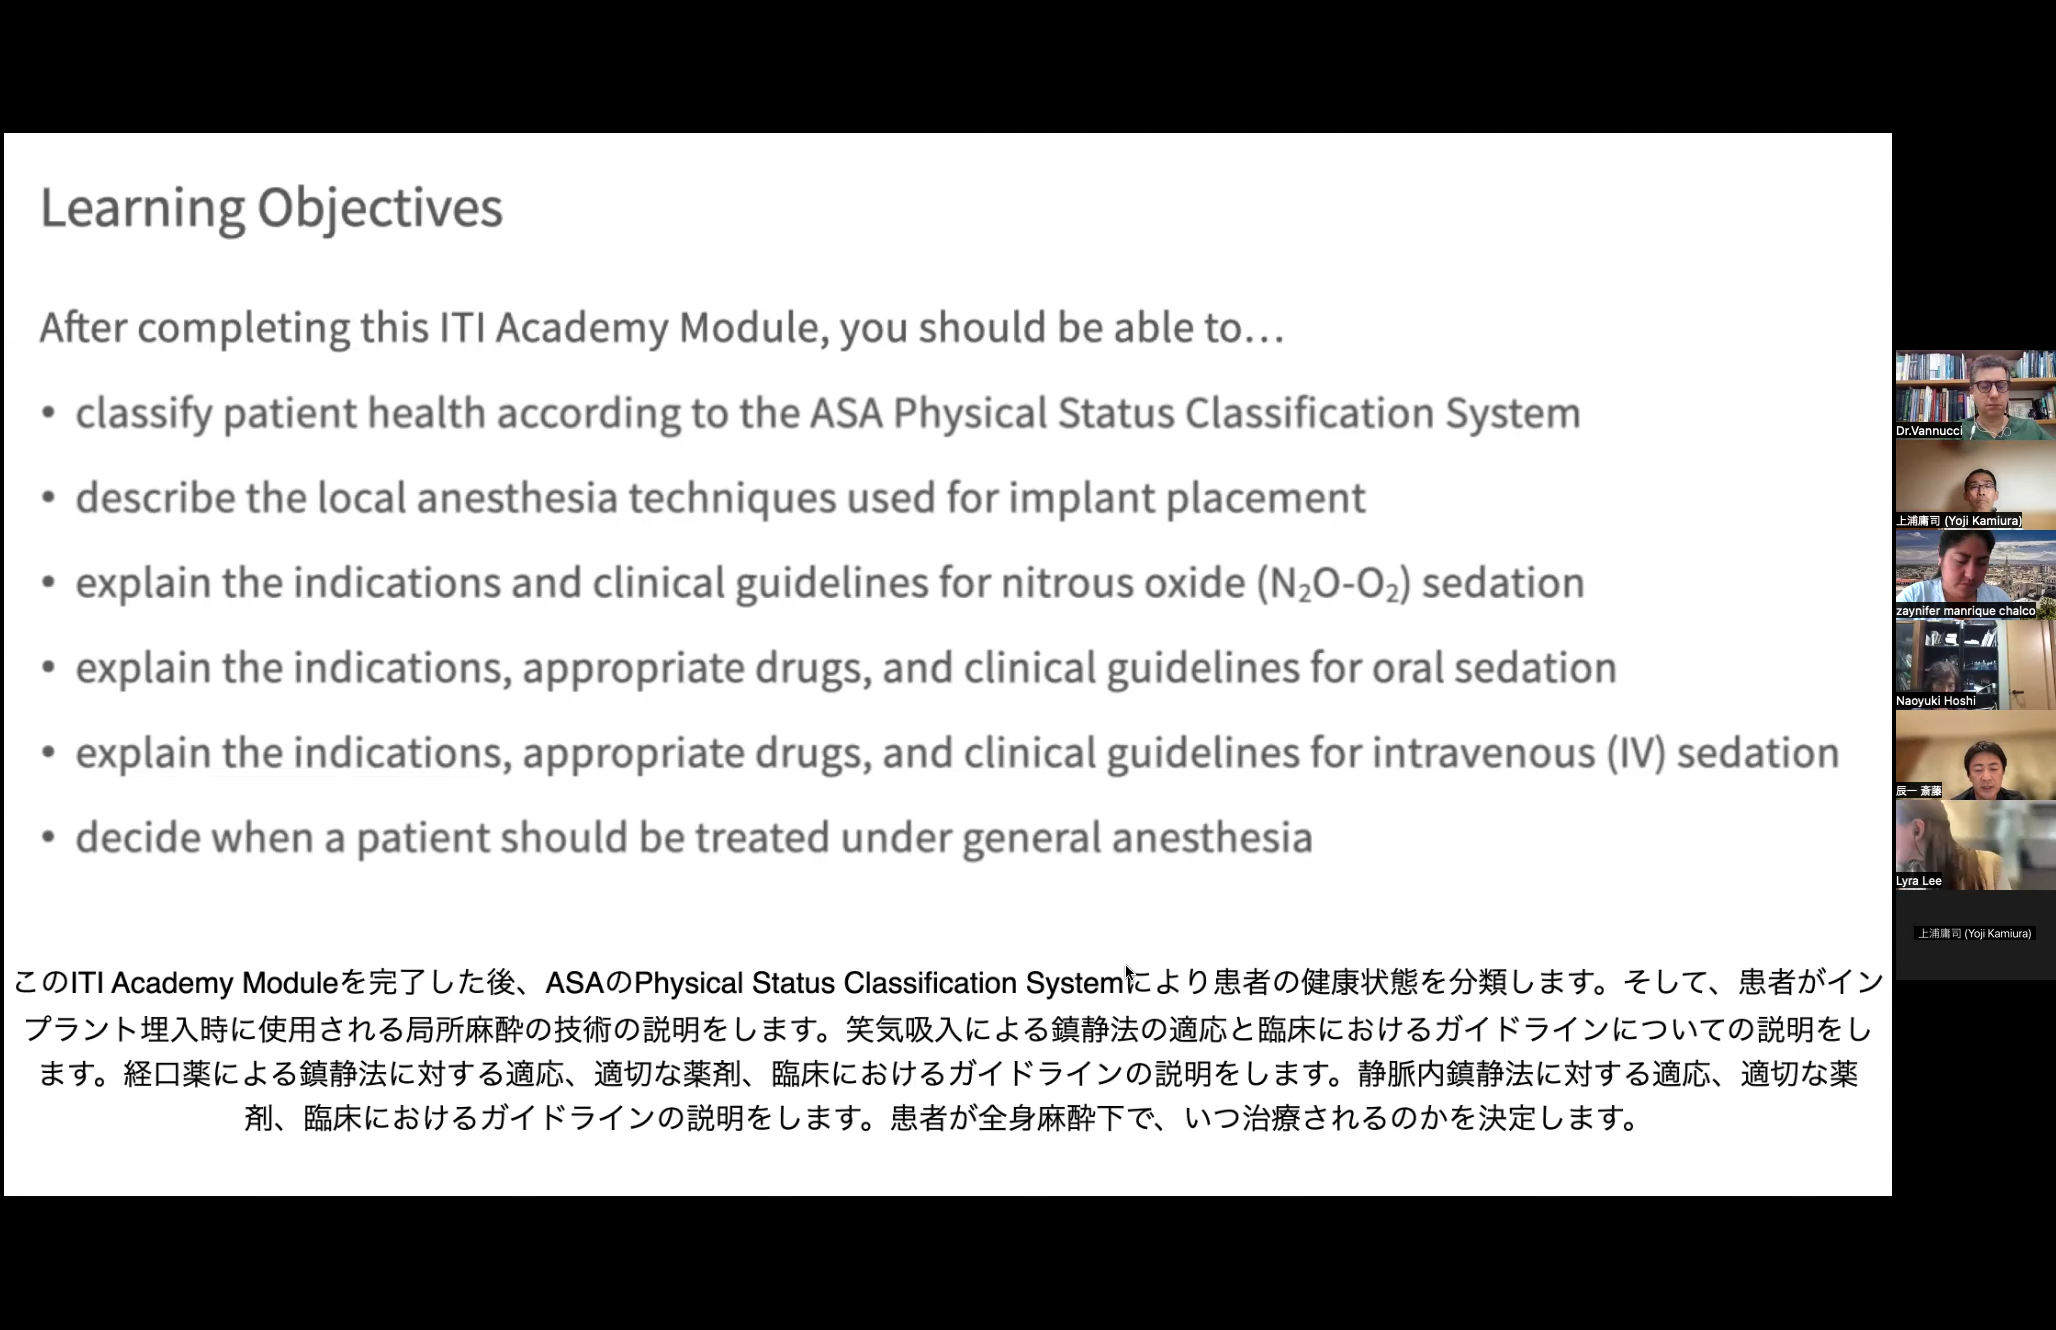 Learning Objectives
After completing this ITI Academy Module, you should be able to…
• classify patient health according to the ASA Physical Status Classification System
• describe the local anesthesia techniques used for implant placement
• explain the indications and clinical guidelines for nitrous oxide (N₂O-O₂) sedation
• explain the indications, appropriate drugs, and clinical guidelines for oral sedation
• explain the indications, appropriate drugs, and clinical guidelines for intravenous (IV) sedation
• decide when a patient should be treated under general anesthesia
このITI Academy Moduleを完了した後、ASAのPhysical Status Classification Systemにより患者の健康状態を分類します。そして、患者がイン
プラント埋入時に使用される局所麻酔の技術の説明をします。笑気吸入による鎮静法の適応と臨床におけるガイドラインについての説明をし
ます。経口薬による鎮静法に対する適応、適切な薬剤、臨床におけるガイドラインの説明をします。静脈内鎮静法に対する適応、適切な薬
剤、臨床におけるガイドラインの説明をします。患者が全身麻酔下で、いつ治療されるのかを決定します。
Dr.Vannucci
上浦庸司 (Yoji Kamiura)
zaynifer manrique chalco
Naoyuki Hoshi
辰一 斎藤
Lyra Lee
上浦庸司 (Yoji Kamiura)